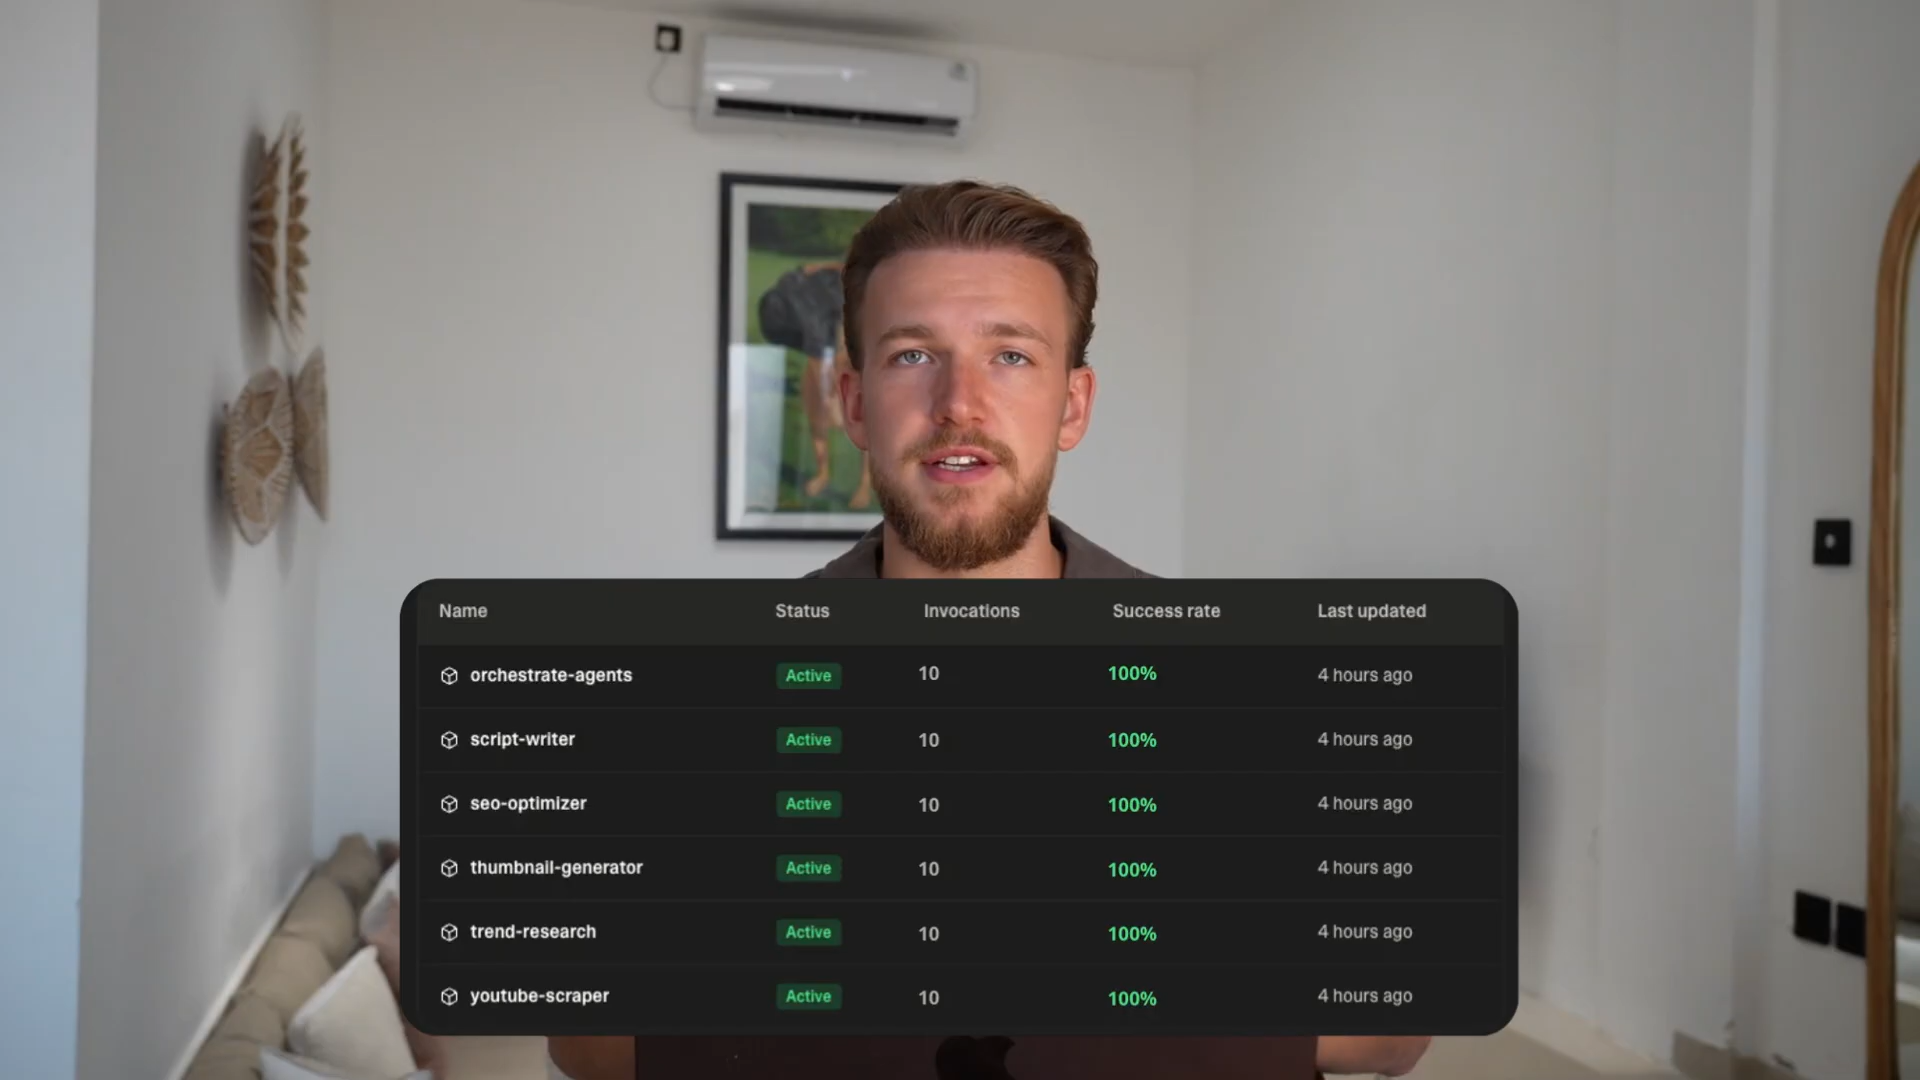 Name Status Invocations Success rate Last updated
orchestrate-agents Active 10 100% 4 hours ago
script-writer Active 10 100% 4 hours ago
seo-optimizer Active 10 100% 4 hours ago
thumbnail-generator Active 10 100% 4 hours ago
trend-research Active 10 100% 4 hours ago
youtube-scraper Active 10 100% 4 hours ago